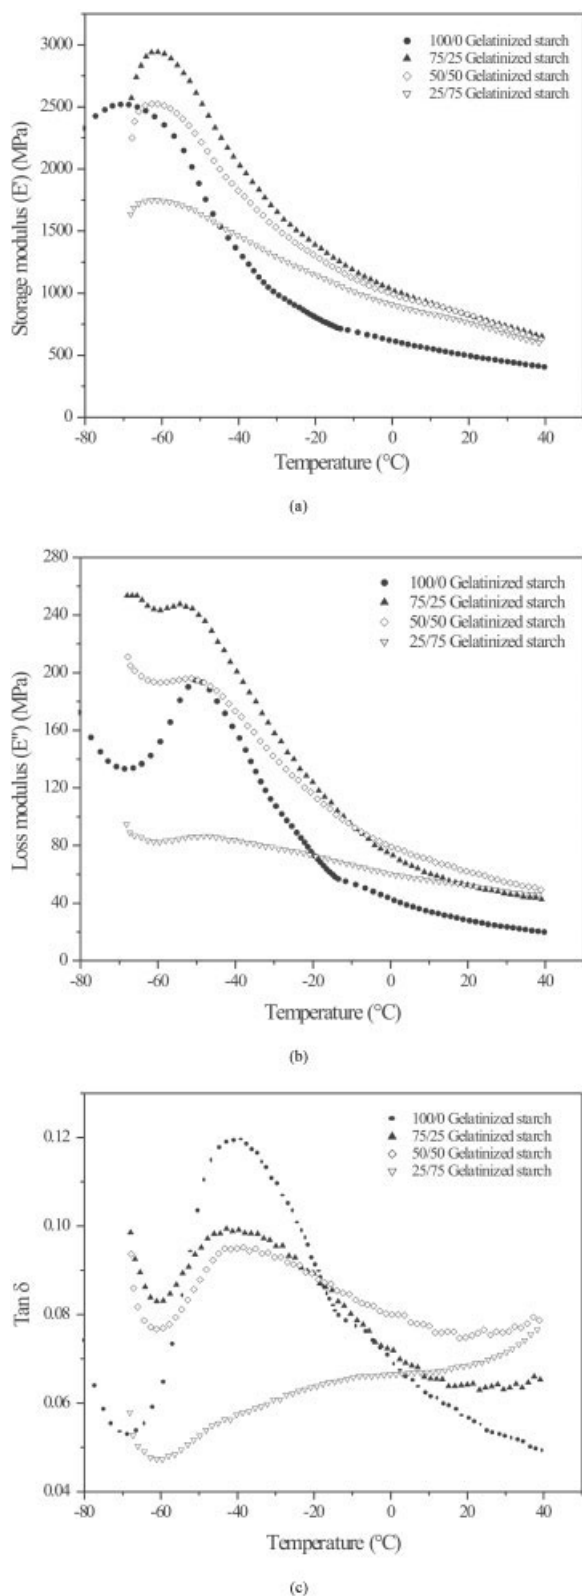 3000
2500
2000
1500
1000
500
0
Storage modulus (E') (MPa)
100/0 Gelatinized starch
75/25 Gelatinized starch
50/50 Gelatinized starch
25/75 Gelatinized starch
-80 -60 -40 -20 0 20 40
Temperature (°C)
(a)
280
240
200
160
120
80
40
0
Loss modulus (E") (MPa)
100/0 Gelatinized starch
75/25 Gelatinized starch
50/50 Gelatinized starch
25/75 Gelatinized starch
-80 -60 -40 -20 0 20 40
Temperature (°C)
(b)
0.12
0.10
0.08
0.06
0.04
Tan δ
100/0 Gelatinized starch
75/25 Gelatinized starch
50/50 Gelatinized starch
25/75 Gelatinized starch
-80 -60 -40 -20 0 20 40
Temperature (°C)
(c)